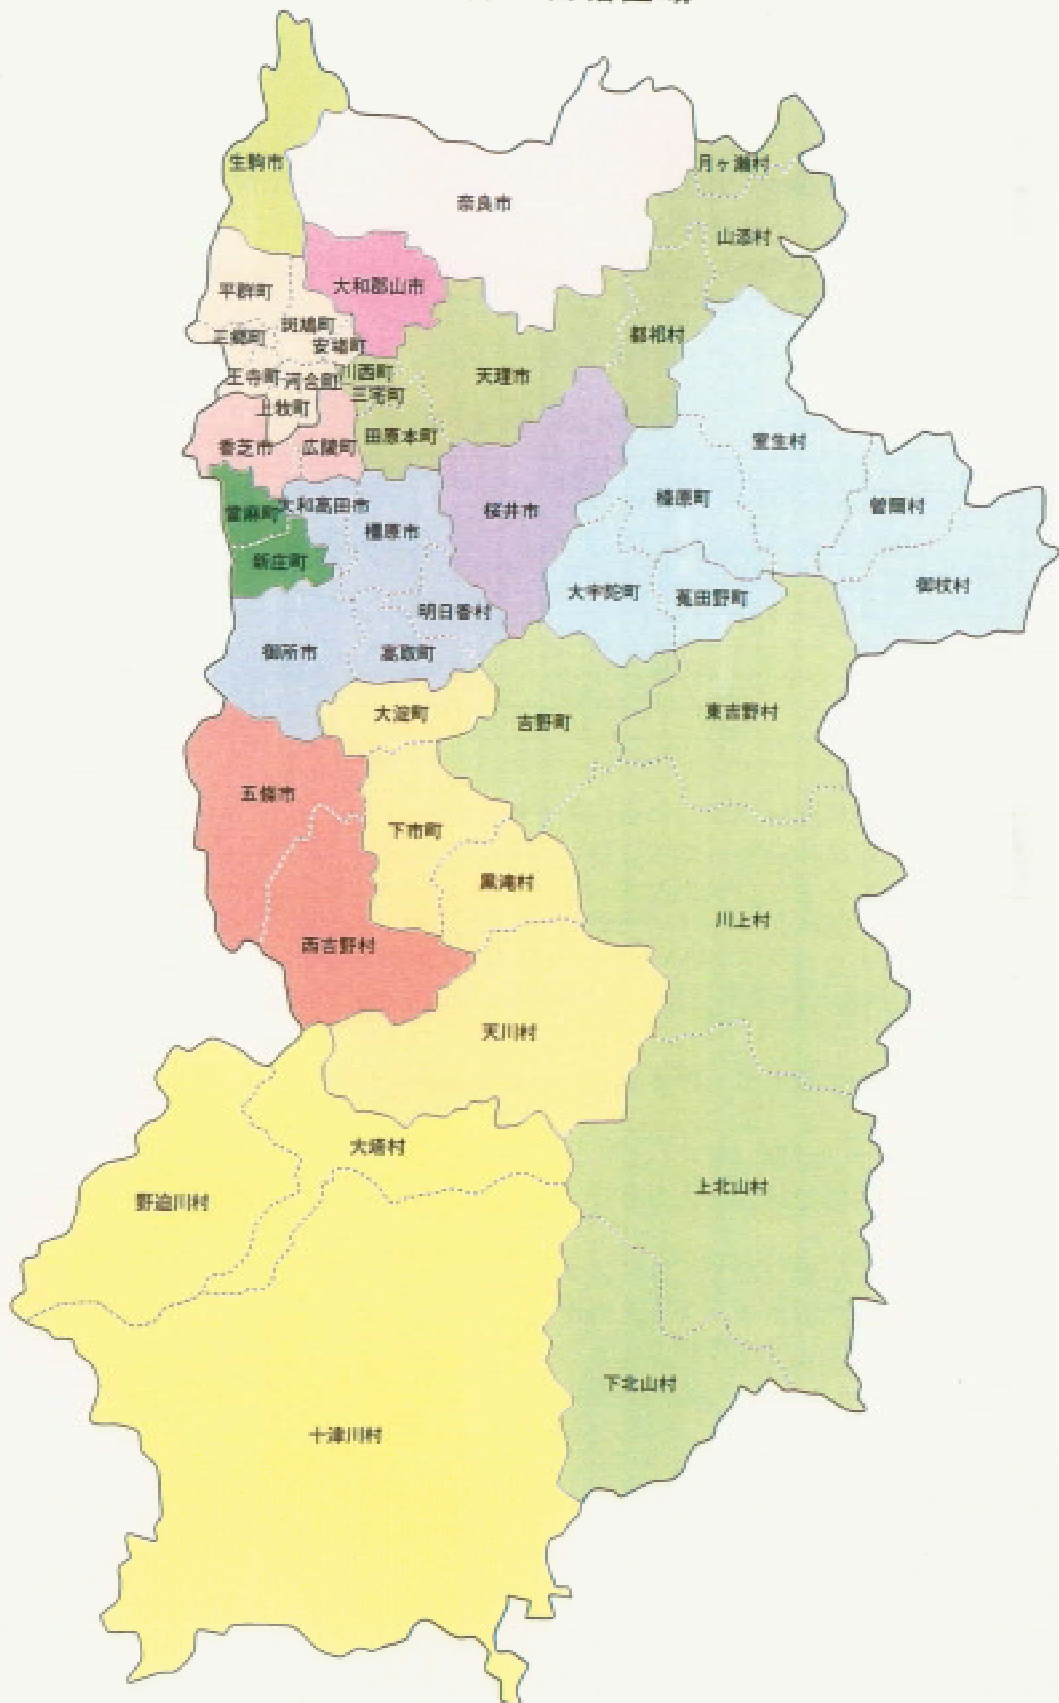 月ヶ瀬村
生駒市
奈良市
山添村
大和郡山市
平群町
斑鳩町
三郷町
都祁村
安堵町
川西町
天理市
王寺町
河合町
三宅町
上牧町
田原本町
室生村
香芝市
広陵町
榛原町
大和高田市
曽爾村
當麻町
桜井市
橿原市
新庄町
御杖村
大宇陀町
菟田野町
明日香村
御所市
高取町
大淀町
吉野町
東吉野村
五條市
下市町
黒滝村
川上村
西吉野村
天川村
大塔村
上北山村
野迫川村
下北山村
十津川村